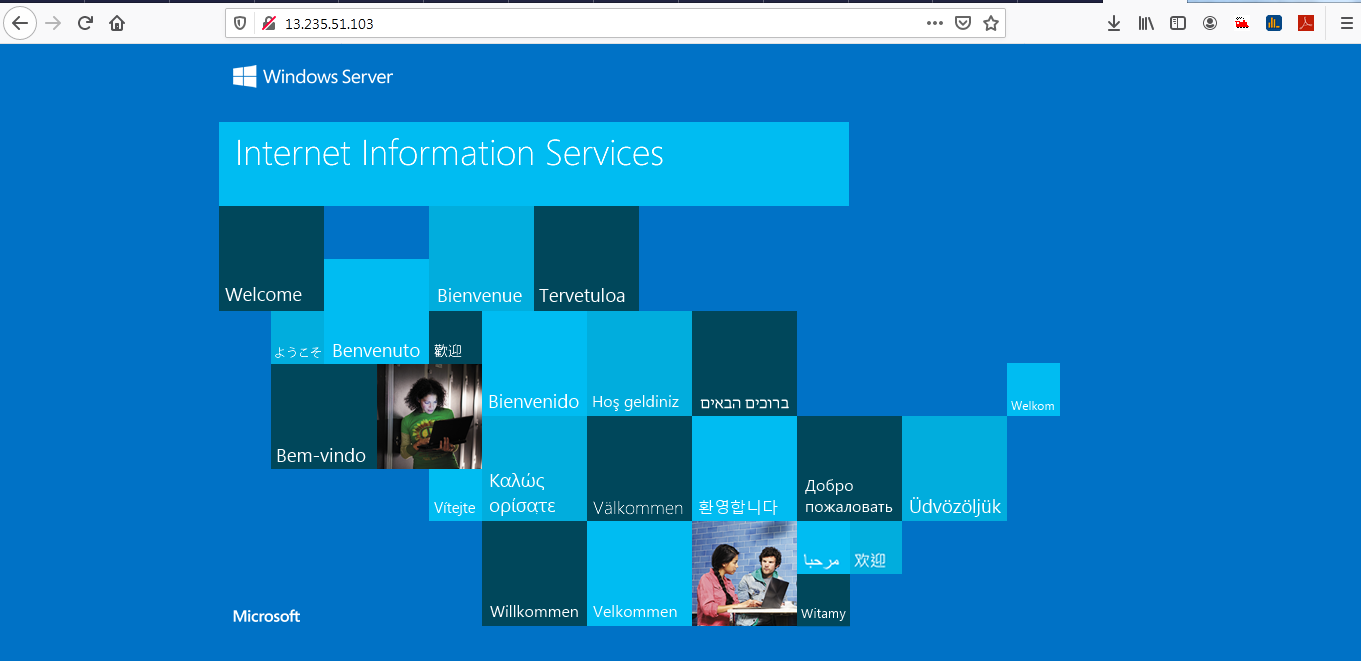 13.235.51.103
Windows Server
Internet Information Services
Welcome
Bienvenue
Tervetuloa
ようこそ
Benvenuto
歡迎
Bienvenido
Hoş geldiniz
ברוכים הבאים
Welkom
Bem-vindo
Vítejte
Καλώς
ορίσατε
Välkommen
환영합니다
Добро
пожаловать
Üdvözöljük
Willkommen
Velkommen
مرحبا
欢迎
Witamy
Microsoft